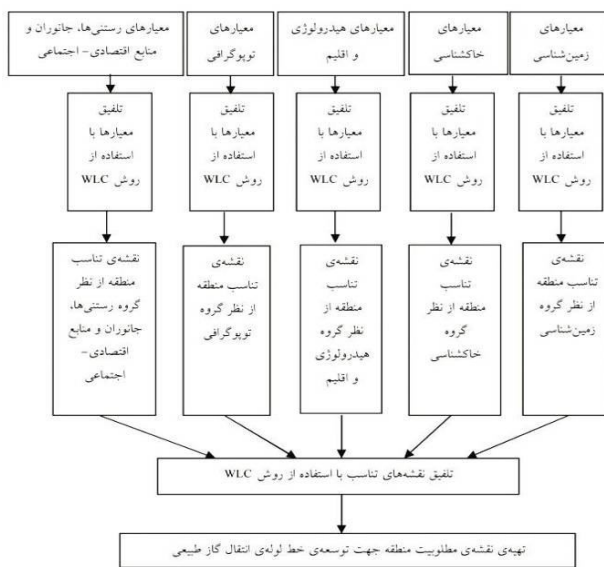 معیارهای
زمین‌شناسی
معیارهای
خاکشناسی
معیارهای هیدرولوژی
و اقلیم
معیارهای
توپوگرافی
معیارهای رستنی‌ها، جانوران و
منابع اقتصادی- اجتماعی
تلفیق
معیارها با
استفاده از
روش WLC
تلفیق
معیارها با
استفاده از
روش WLC
تلفیق
معیارها با
استفاده از
روش WLC
تلفیق
معیارها با
استفاده از
روش WLC
تلفیق
معیارها با
استفاده از
روش WLC
نقشه‌ی
تناسب منطقه
از نظر گروه
زمین‌شناسی
نقشه‌ی
تناسب
منطقه از نظر
گروه
خاکشناسی
نقشه‌ی
تناسب
منطقه از
نظر گروه
هیدرولوژی
و اقلیم
نقشه‌ی
تناسب منطقه
از نظر گروه
توپوگرافی
نقشه‌ی تناسب
منطقه از نظر
گروه رستنی‌ها،
جانوران و منابع
اقتصادی-
اجتماعی
تلفیق نقشه‌های تناسب با استفاده از روش WLC
تهیه‌ی نقشه‌ی مطلوبیت منطقه جهت توسعه‌ی خط لوله‌ی انتقال گاز طبیعی